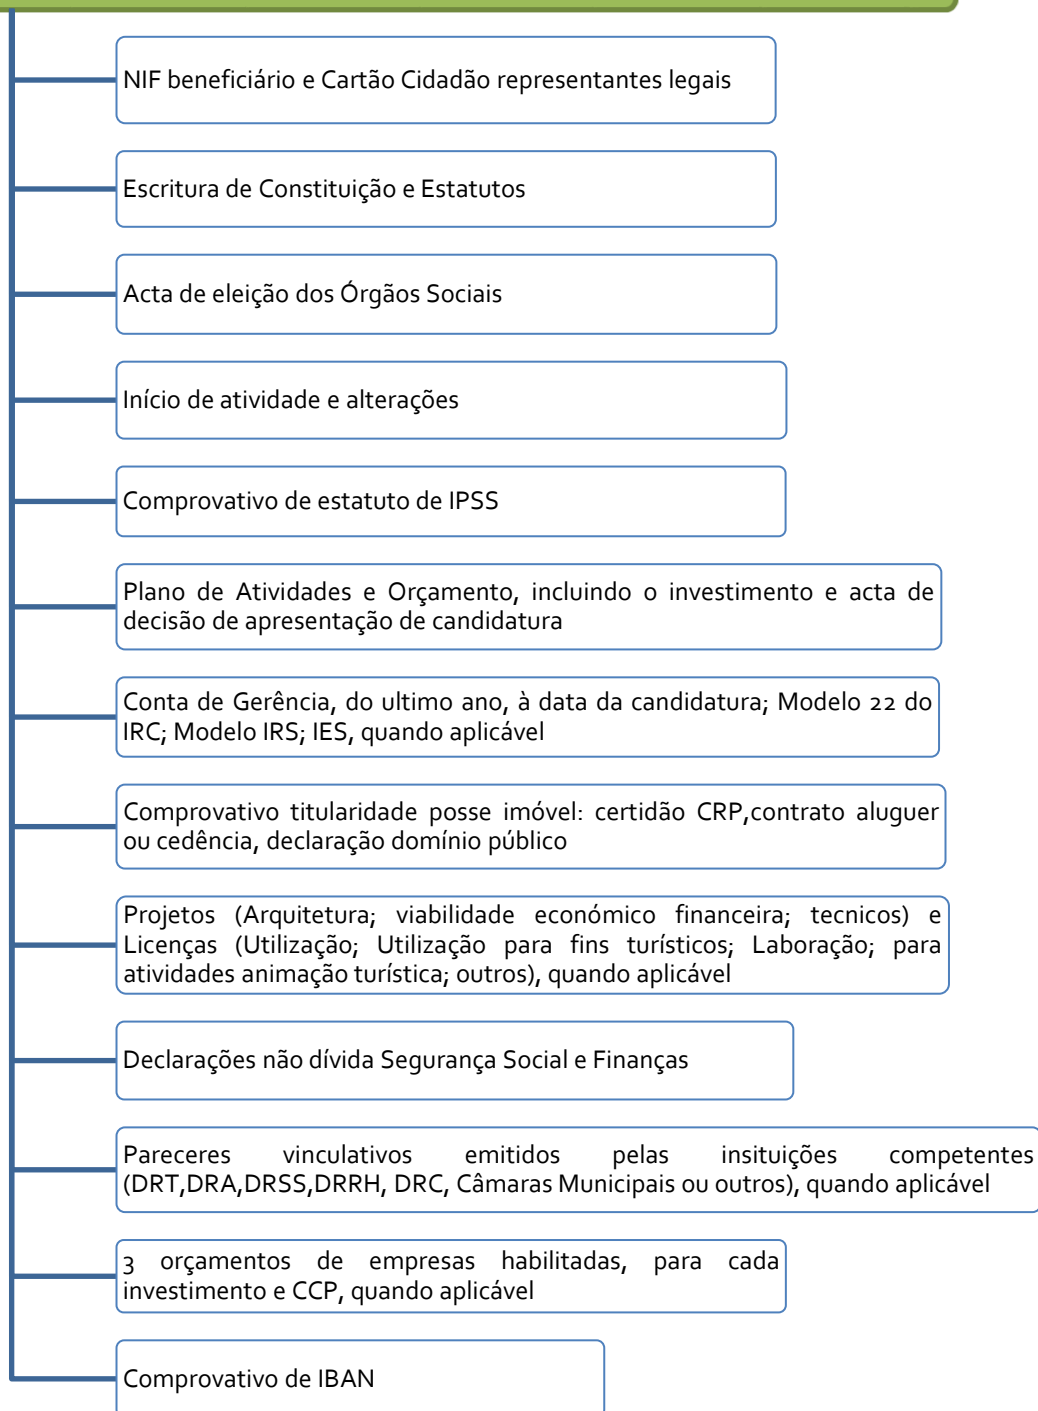 NIF beneficiário e Cartão Cidadão representantes legais
Escritura de Constituição e Estatutos
Acta de eleição dos Órgãos Sociais
Início de atividade e alterações
Comprovativo de estatuto de IPSS
Plano de Atividades e Orçamento, incluindo o investimento e acta de
decisão de apresentação de candidatura
Conta de Gerência, do ultimo ano, à data da candidatura; Modelo 22 do
IRC; Modelo IRS; IES, quando aplicável
Comprovativo titularidade posse imóvel: certidão CRP,contrato aluguer
ou cedência, declaração domínio público
Projetos (Arquitetura; viabilidade económico financeira; tecnicos) e
Licenças (Utilização; Utilização para fins turísticos; Laboração; para
atividades animação turística; outros), quando aplicável
Declarações não dívida Segurança Social e Finanças
Pareceres vinculativos emitidos pelas insituições competentes
(DRT,DRA,DRSS,DRRH, DRC, Câmaras Municipais ou outros), quando aplicável
3 orçamentos de empresas habilitadas, para cada
investimento e CCP, quando aplicável
Comprovativo de IBAN